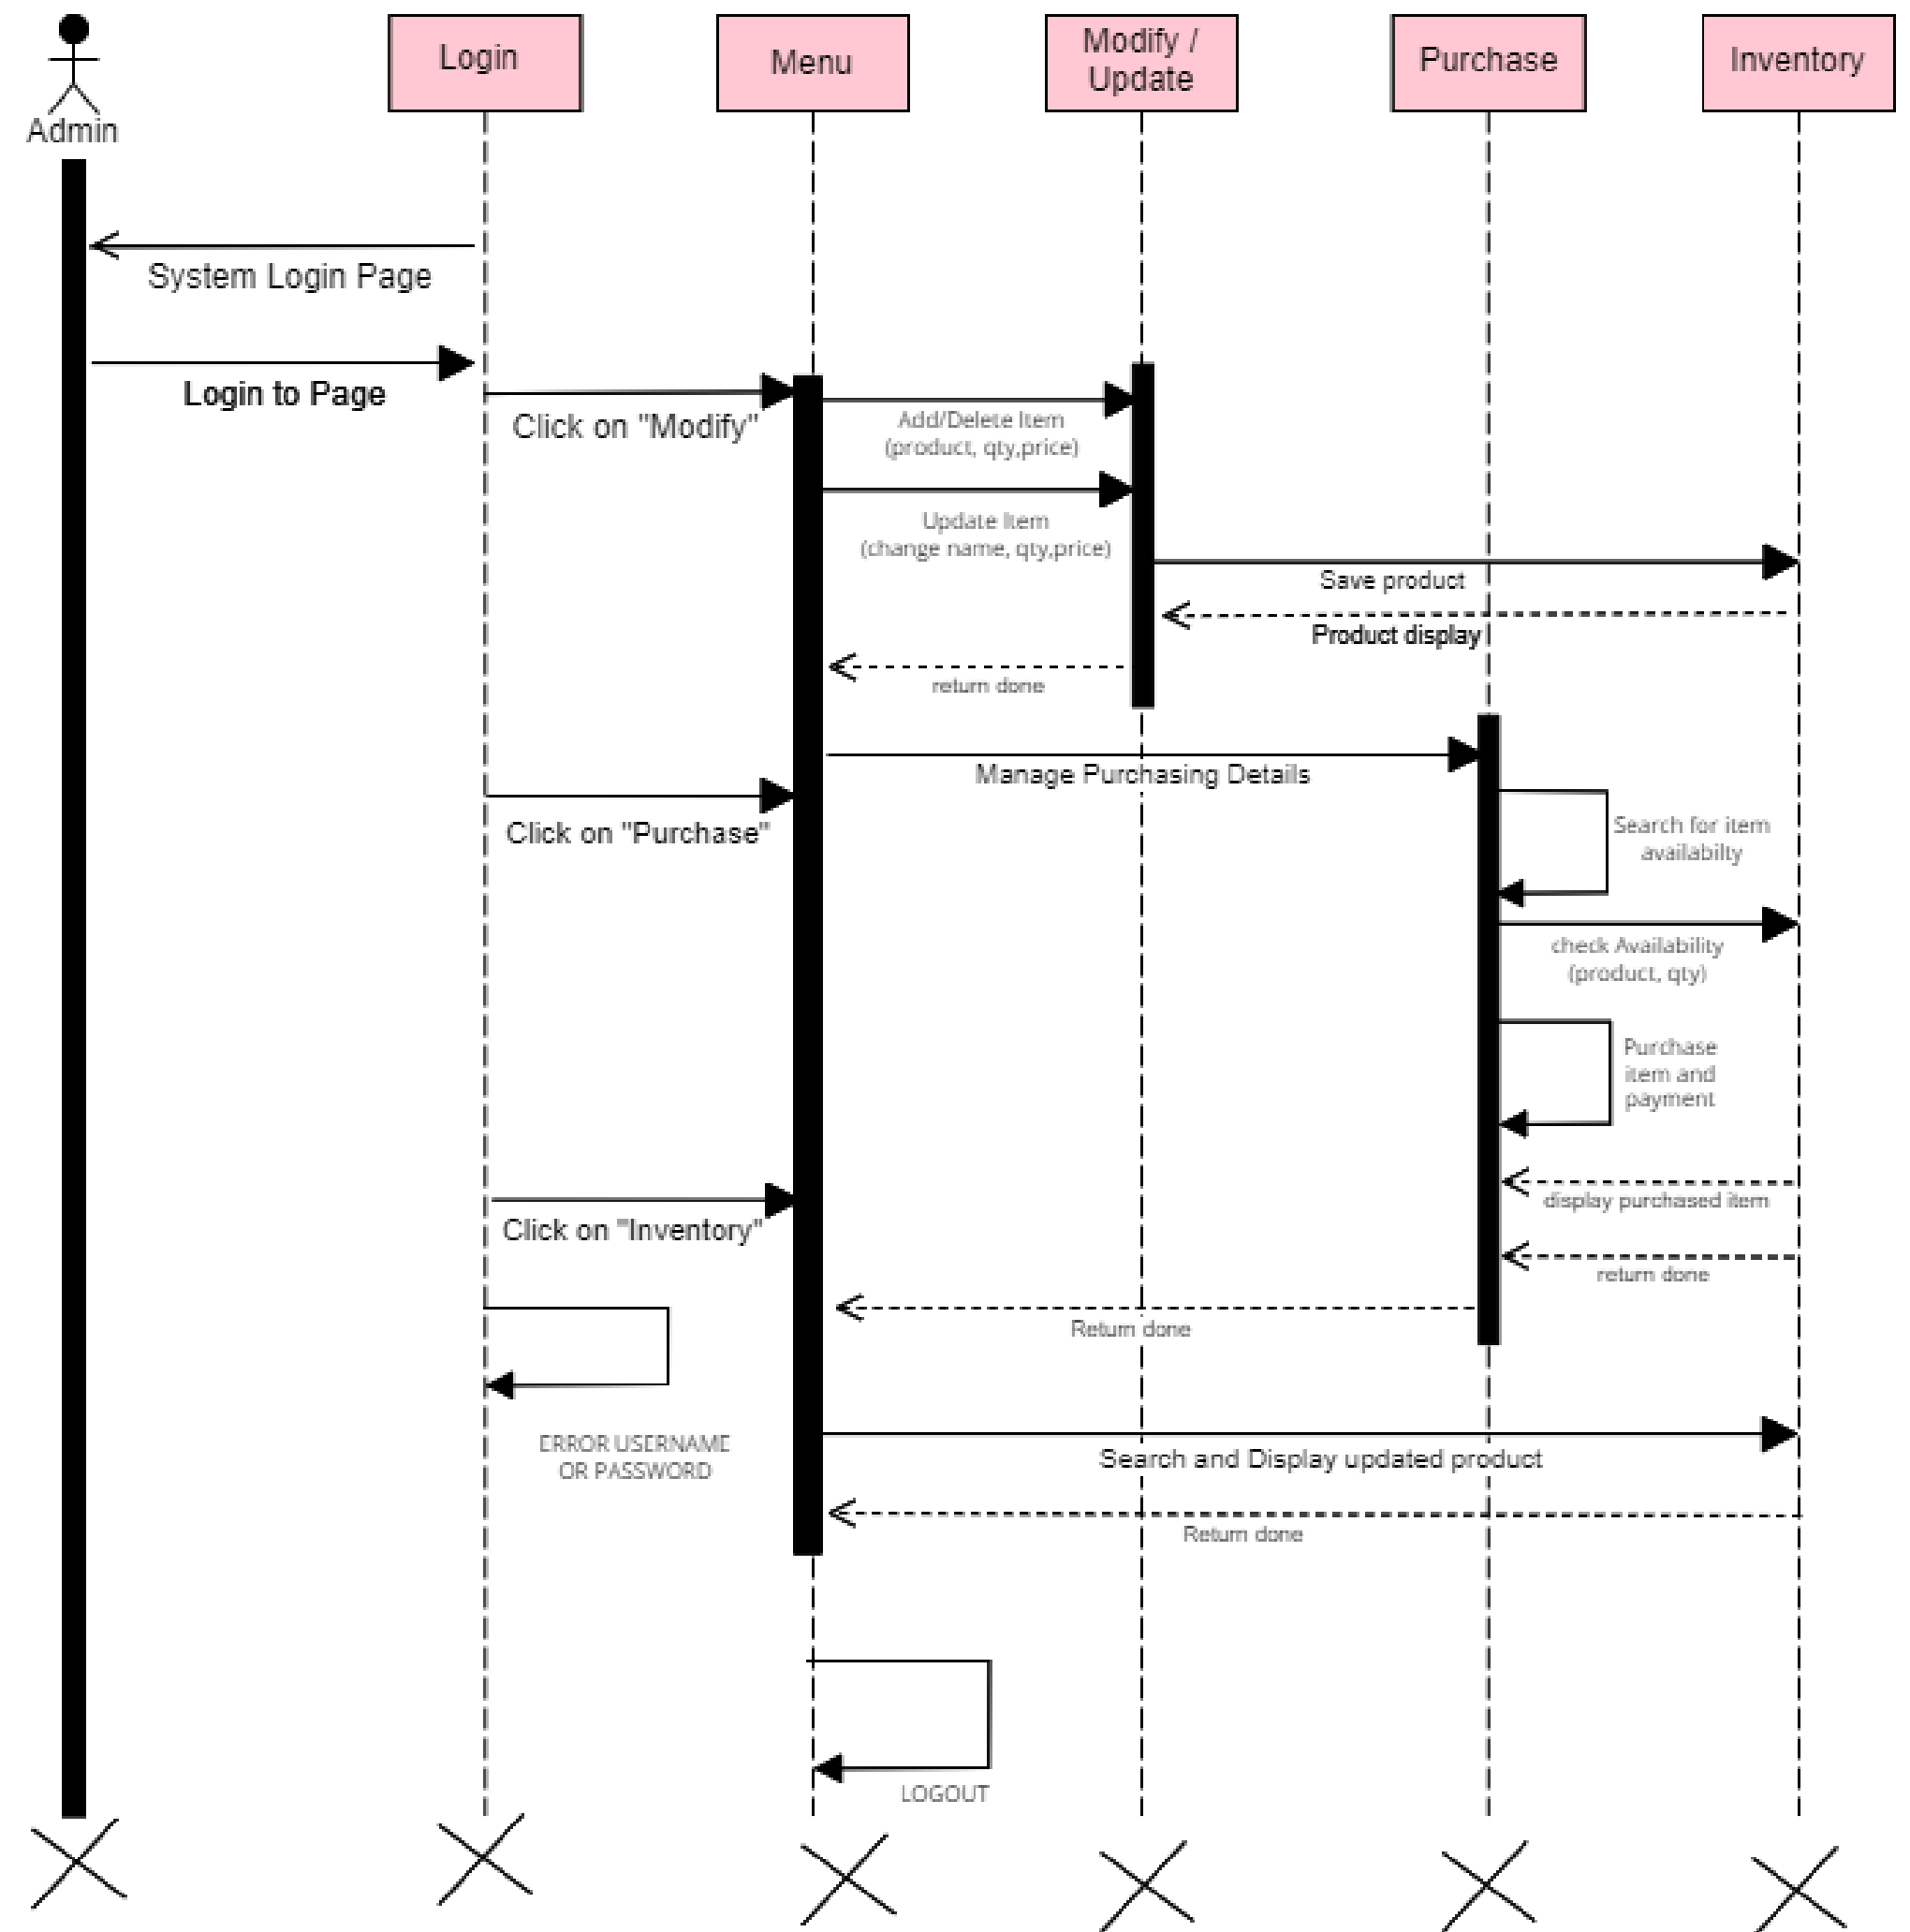 Admin
Login
Menu
Modify /
Update
Purchase
Inventory
System Login Page
Login to Page
Click on "Modify"
Add/Delete Item
(product, qty,price)
Update Item
(change name, qty,price)
Save product
Product display
return done
Manage Purchasing Details
Click on "Purchase"
Search for item
availabilty
check Availability
(product, qty)
Purchase
item and
payment
display purchased item
Click on "Inventory"
return done
Return done
ERROR USERNAME
OR PASSWORD
Search and Display updated product
Return done
LOGOUT